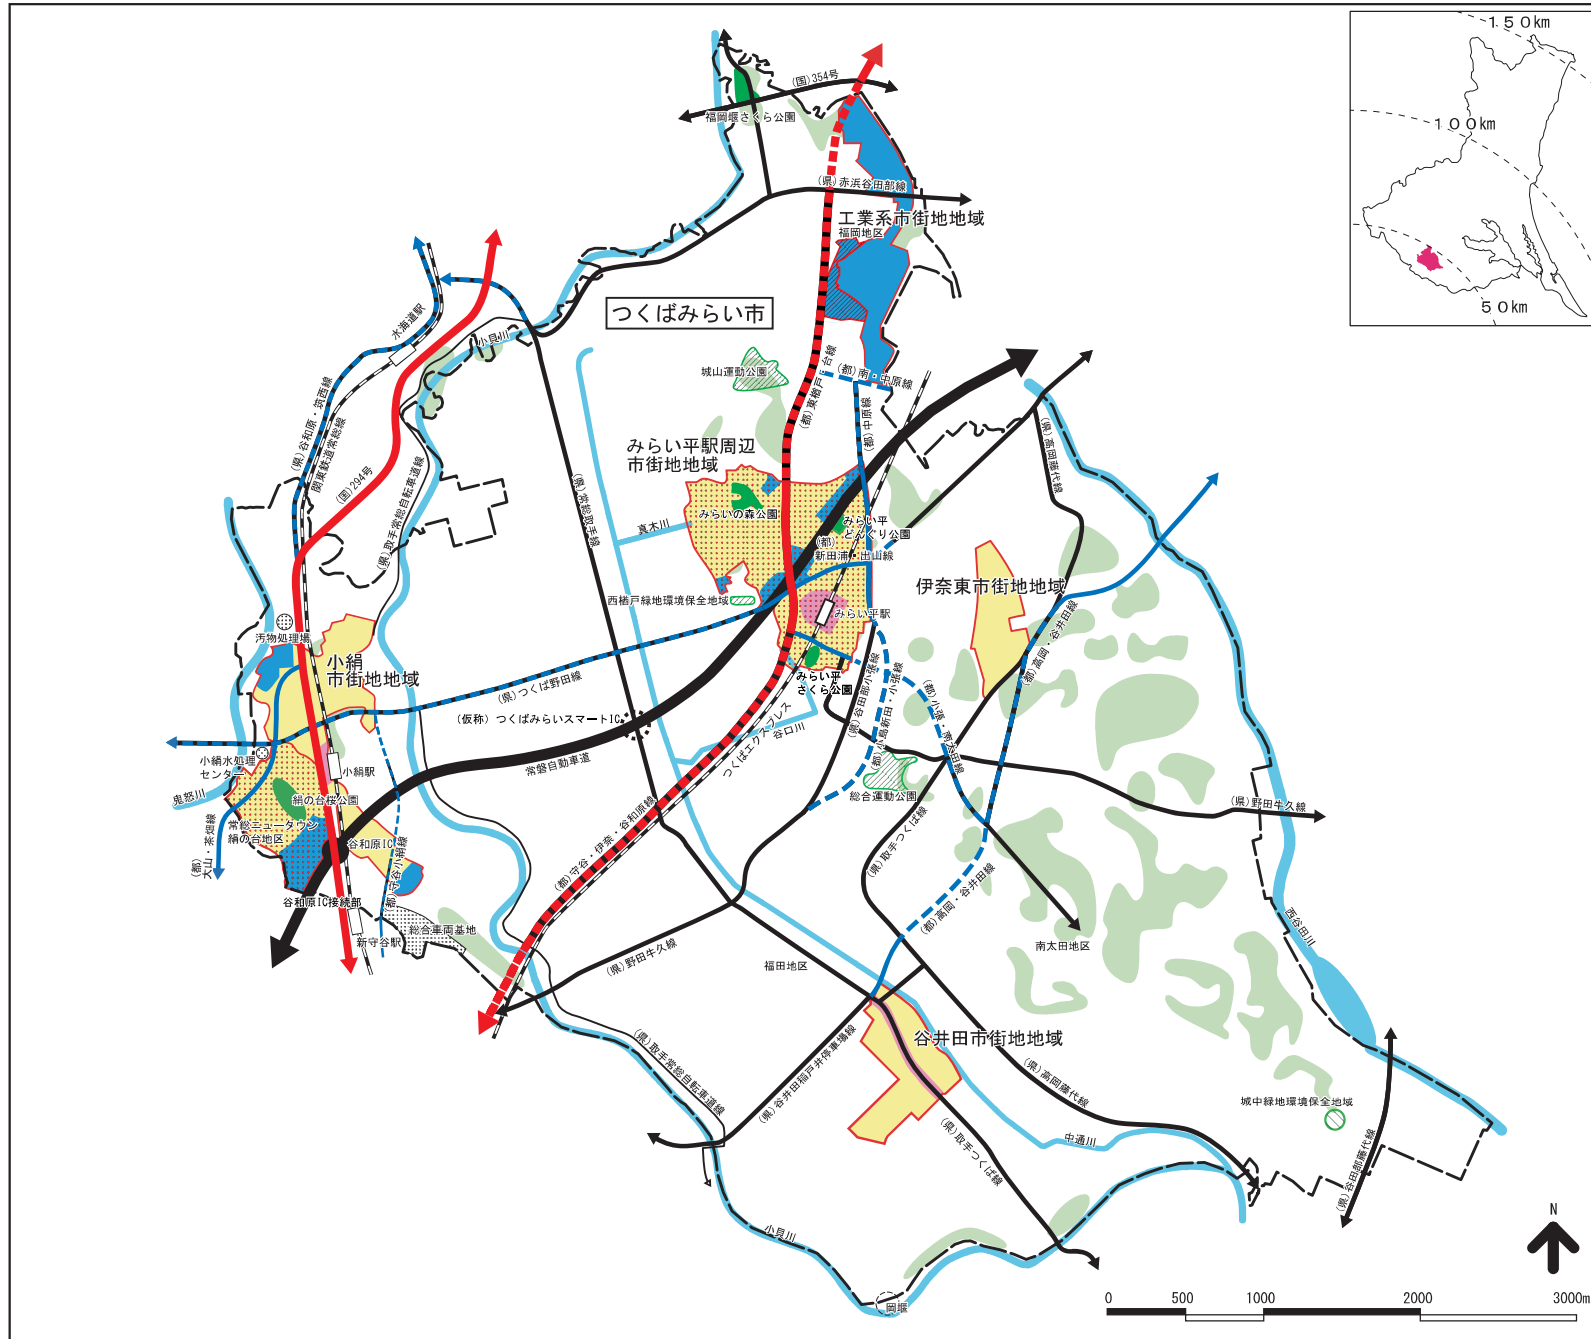 150km
100km
50km
(国)354号
福岡堰さくら公園
(県)赤浜谷田部線
工業系市街地地域
福岡地区
つくばみらい市
水海道駅
小貝川
城山運動公園
(都)東楢戸・台線
(都)南・中原線
(都)中原線
(県)高岡藤代線
みらい平駅周辺
市街地地域
(県)谷和原・筑西線
関東鉄道常総線
(国)294号
(県)取手常総自転車道線
(県)常総取手線
真木川
みらいの森公園
みらい平
どんぐり公園
(都)
新田浦・出山線
伊奈東市街地地域
西楢戸緑地環境保全地域
みらい平駅
汚物処理場
小絹
市街地地域
(県)つくば野田線
(仮称)つくばみらいスマートIC
みらい平
さくら公園
(県)谷田部小張線
(都)小島新田・小張線
(都)小張・南太田線
(都)高岡・谷井田線
つくばエクスプレス
谷口川
常磐自動車道
小絹水処理
センター
小絹駅
鬼怒川
絹の台桜公園
総合運動公園
(県)野田牛久線
常総ニュータウン
絹の台地区
谷和原IC
(都)
大山・茶畑線
(都)守谷小絹線
(都)守谷・伊奈・谷和原線
(県)取手つくば線
(都)高岡・谷井田線
谷和原IC接続部
総合車両基地
新守谷駅
(県)野田牛久線
福田地区
南太田地区
西谷田川
谷井田市街地地域
(県)取手常総自転車道線
(県)谷井田稲戸井停車場線
(県)高岡藤代線
城中緑地環境保全地域
中通川
(県)取手つくば線
(県)谷田部藤代線
小貝川
岡堰
N
0 500 1000 2000 3000m